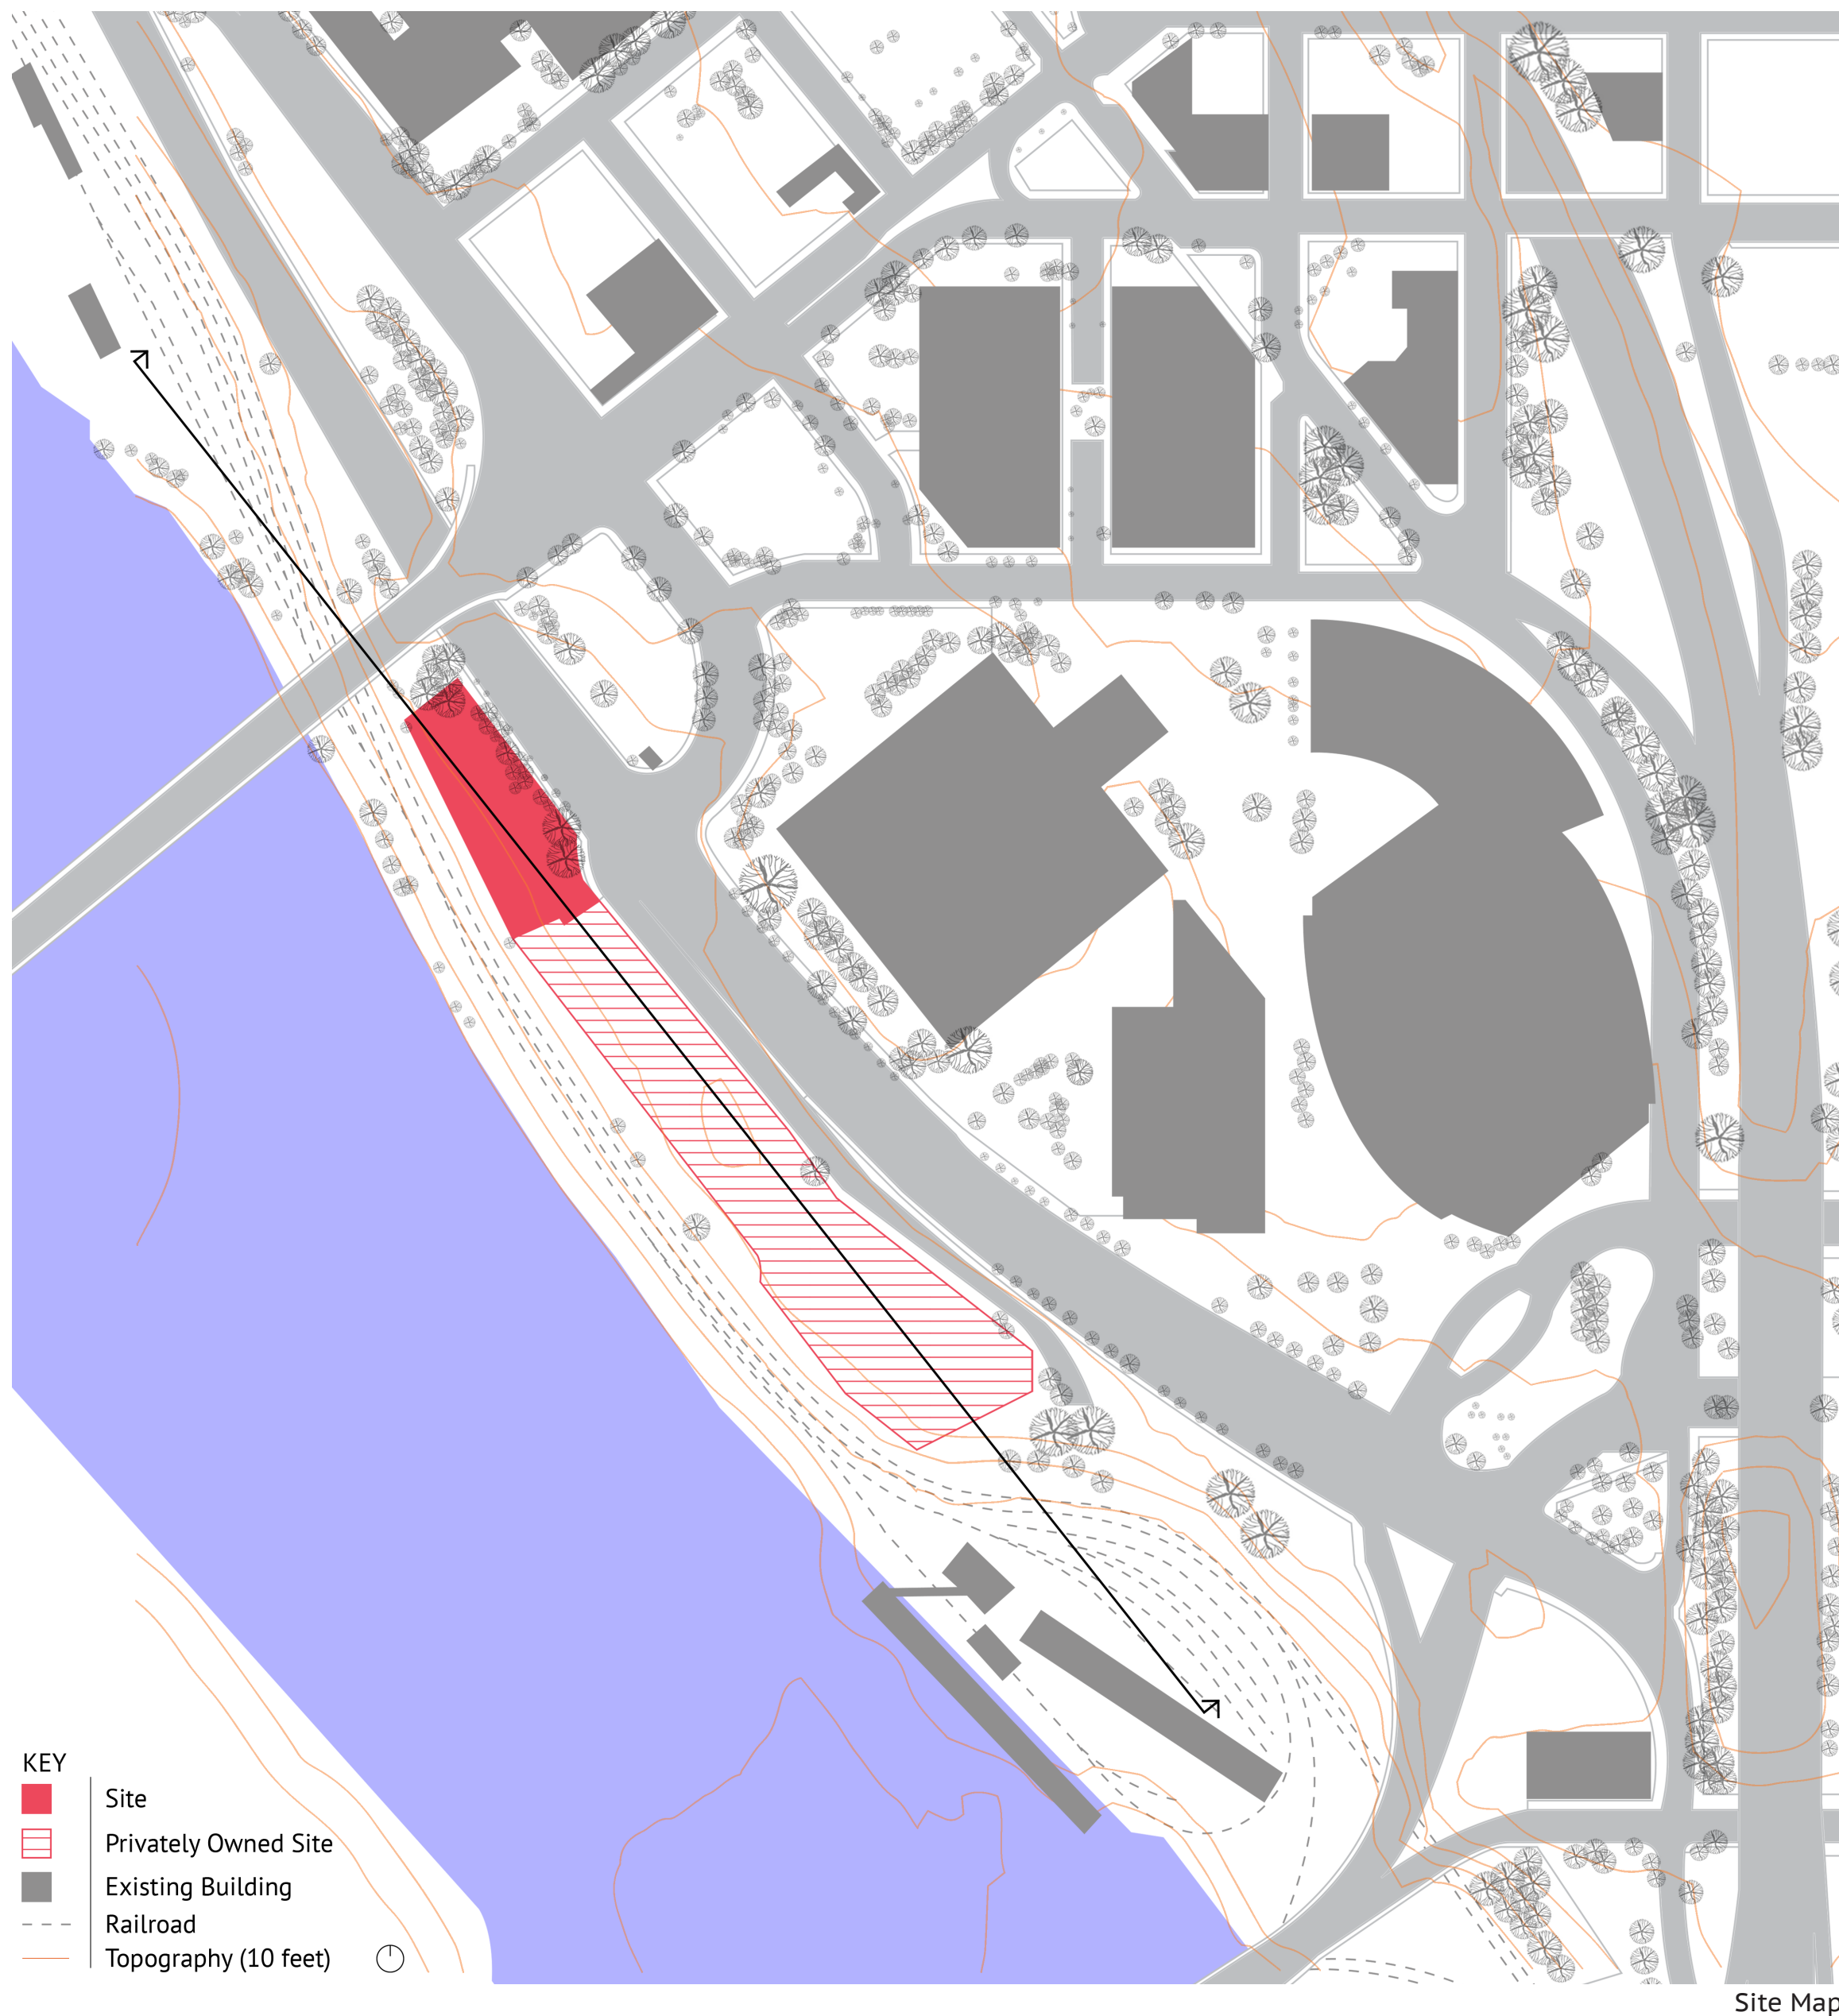 KEY
Site
Privately Owned Site
Existing Building
Railroad
Topography (10 feet)
Site Map